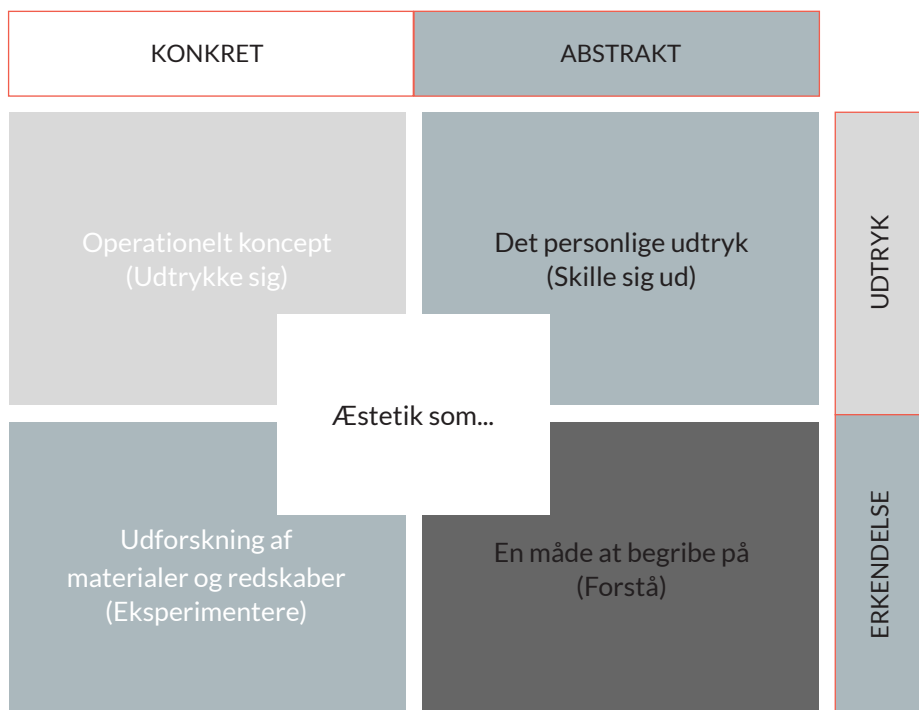 KONKRET
ABSTRAKT
Operationelt koncept
(Udtrykke sig)
Det personlige udtryk
(Skille sig ud)
UDTRYK
Æstetik som...
Udforskning af
materialer og redskaber
(Eksperimentere)
En måde at begribe på
(Forstå)
ERKENDELSE